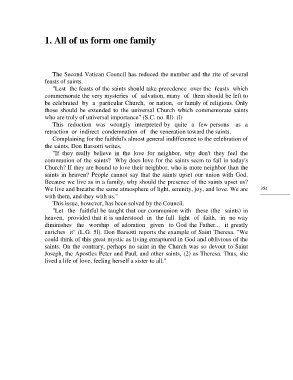 1. All of us form one family
The Second Vatican Council has reduced the number and the rite of several
feasts of saints.
"Lest the feasts of the saints should take precedence over the feasts which
commemorate the very mysteries of salvation, many of them should be left to
be celebrated by a particular Church, or nation, or family of religious. Only
those should be extended to the universal Church which commemorate saints
who are truly of universal importance" (S.C. no. III). (l)
This reduction was wrongly interpreted by quite a few persons as a
retraction or indirect condemnation of the veneration toward the saints.
Complaining for the faithful's almost general indifference to the celebration
of the saints, Don Barsotti writes,
"If they really believe in the love for neighbor, why don't they feel the
communion of the saints? Why does love for the saints seem to fail in today's
Church? If they are bound to love their neighbor, who is more neighbor than the
saints in heaven? People cannot say that the saints upset our union with God.
Because we live as in a family, why should the presence of the saints upset us?
We live and breathe the same atmosphere of light, serenity, joy, and love. We are
with them, and they with us."
This issue, however, has been solved by the Council.
"Let the faithful be taught that our communion with these (the saints) in
heaven, provided that it is understood in the full light of faith, in no way
diminishes the worship of adoration given to God the Father... it greatly
enriches it" (L.G. 5l). Don Barsotti reports the example of Saint Theresa. "We
could think of this great mystic as living enraptured in God and oblivious of the
saints. On the contrary, perhaps no saint in the Church was so devout to Saint
Joseph, the Apostles Peter and Paul, and other saints, (2) as Theresa. Thus, she
lived a life of love, feeling herself a sister to all."